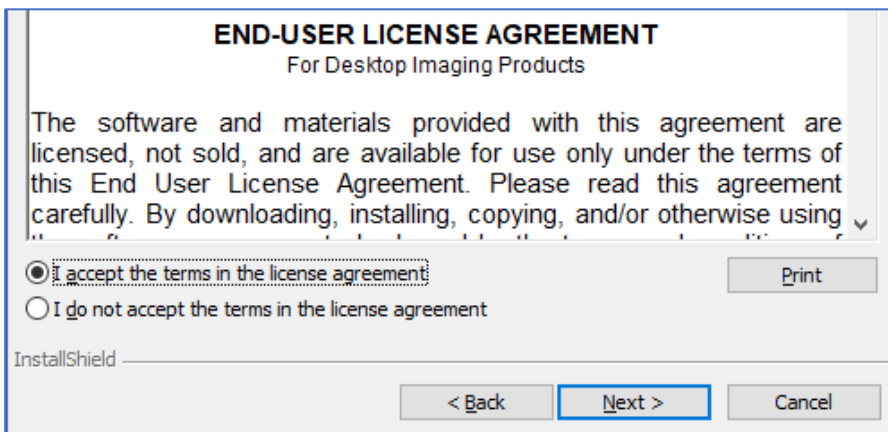 END-USER LICENSE AGREEMENT
For Desktop Imaging Products
The software and materials provided with this agreement are
licensed, not sold, and are available for use only under the terms of
this End User License Agreement. Please read this agreement
carefully. By downloading, installing, copying, and/or otherwise using
I accept the terms in the license agreement
Print
I do not accept the terms in the license agreement
InstallShield
< Back
Next >
Cancel